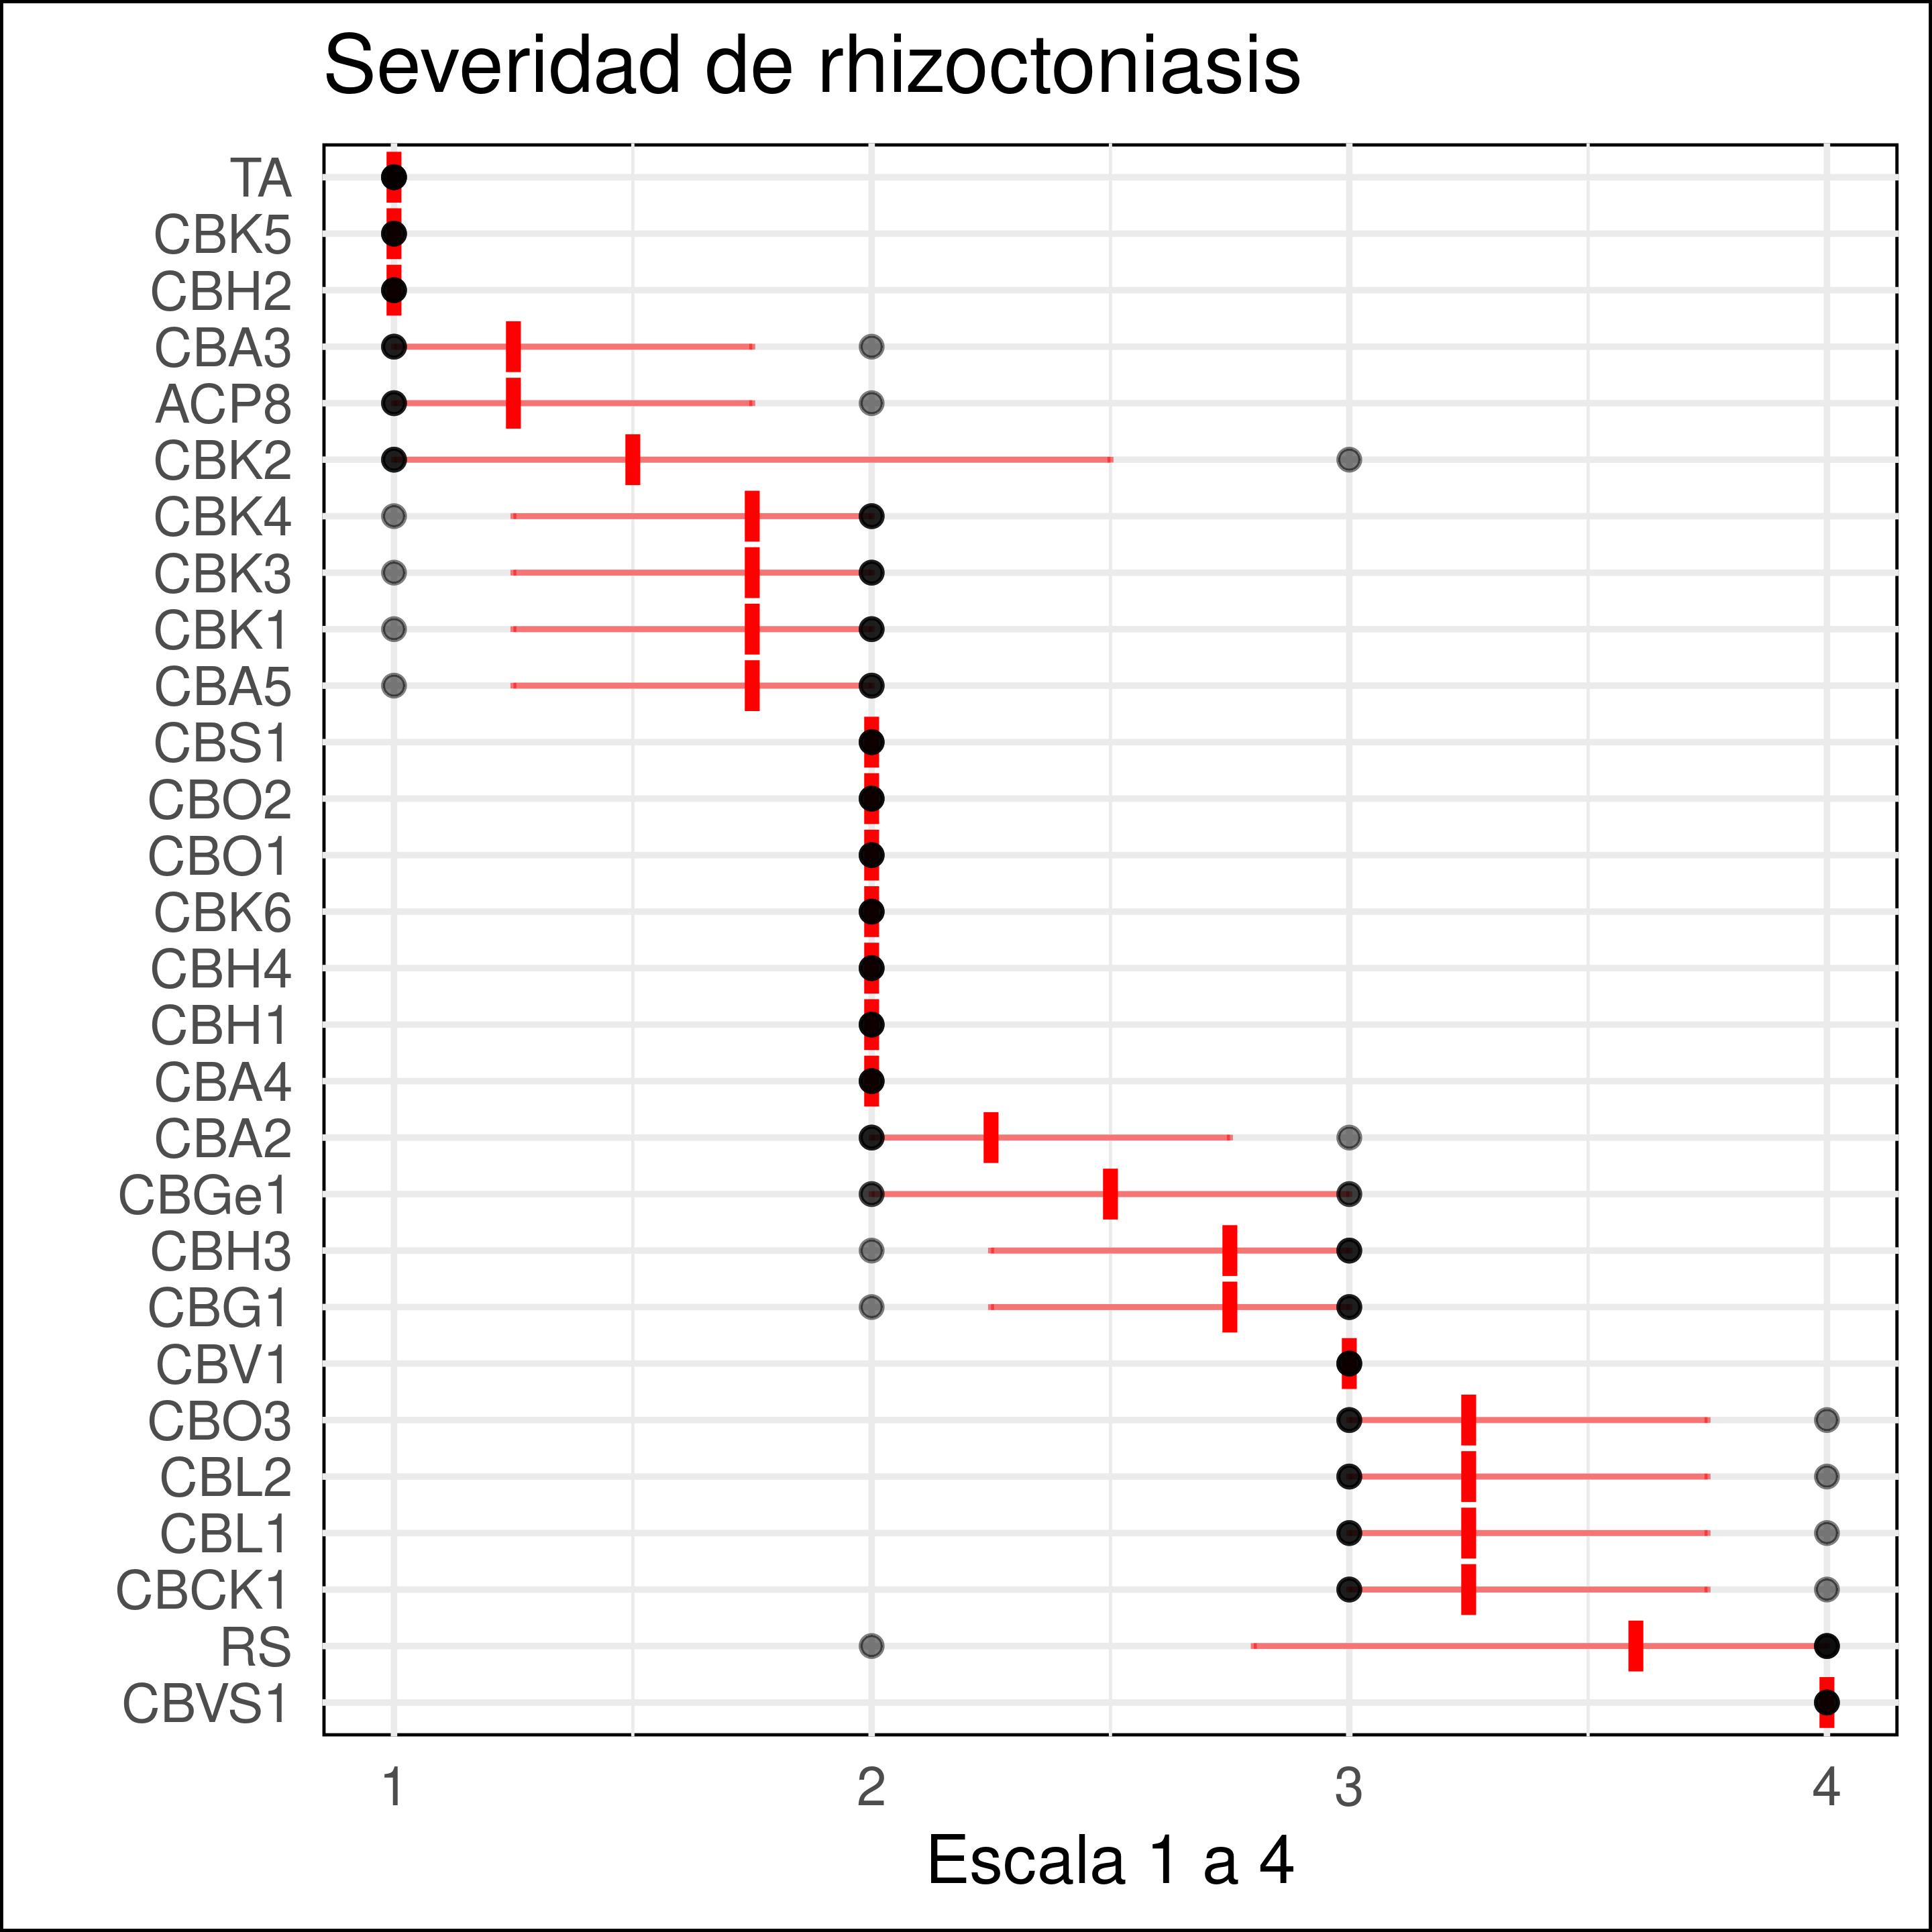 Severidad de rhizoctoniasis
TA
CBK5
CBH2
CBA3
ACP8
CBK2
CBK4
CBK3
CBK1
CBA5
CBS1
CBO2
CBO1
CBK6
CBH4
CBH1
CBA4
CBA2
CBGe1
CBH3
CBG1
CBV1
CBO3
CBL2
CBL1
CBCK1
RS
CBVS1
1 2 3 4
Escala 1 a 4